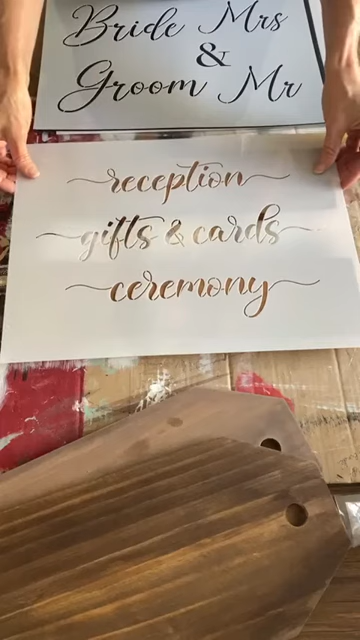 Bride Mrs
&
Groom Mr
reception
gifts & cards
ceremony